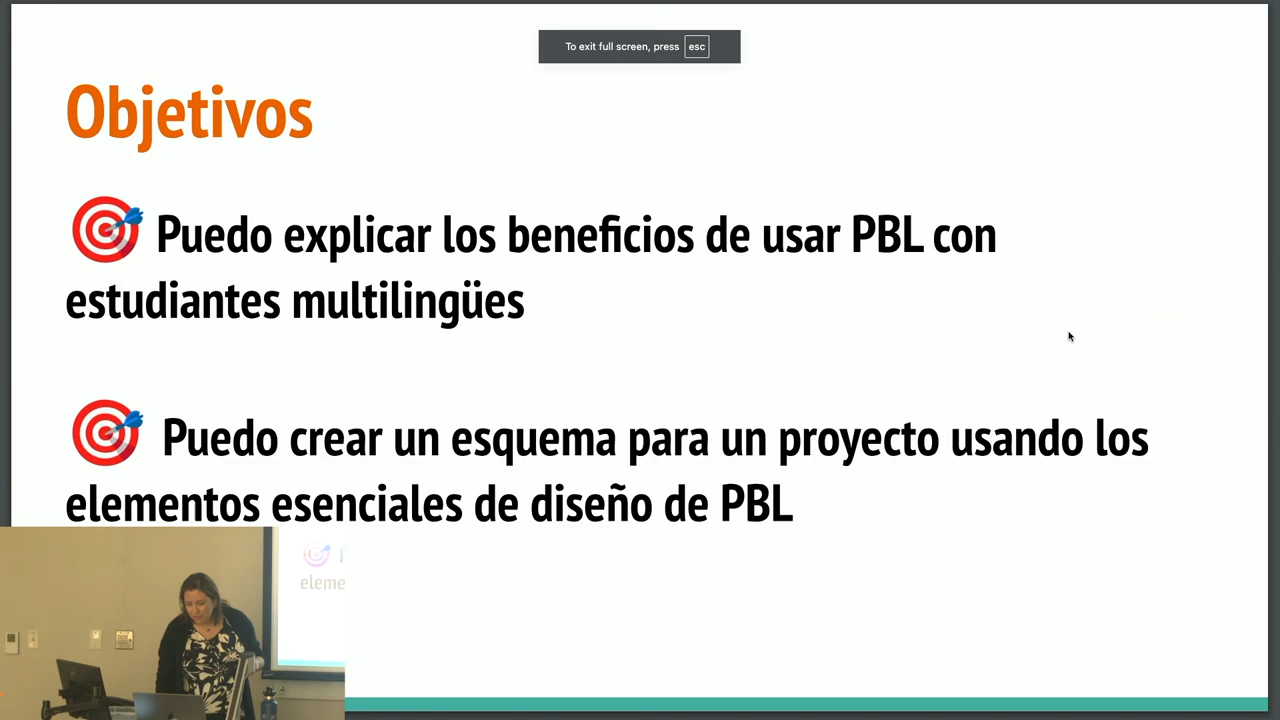 To exit full screen, press esc
Objetivos
🎯 Puedo explicar los beneficios de usar PBL con
estudiantes multilingües
🎯 Puedo crear un esquema para un proyecto usando los
elementos esenciales de diseño de PBL
eleme